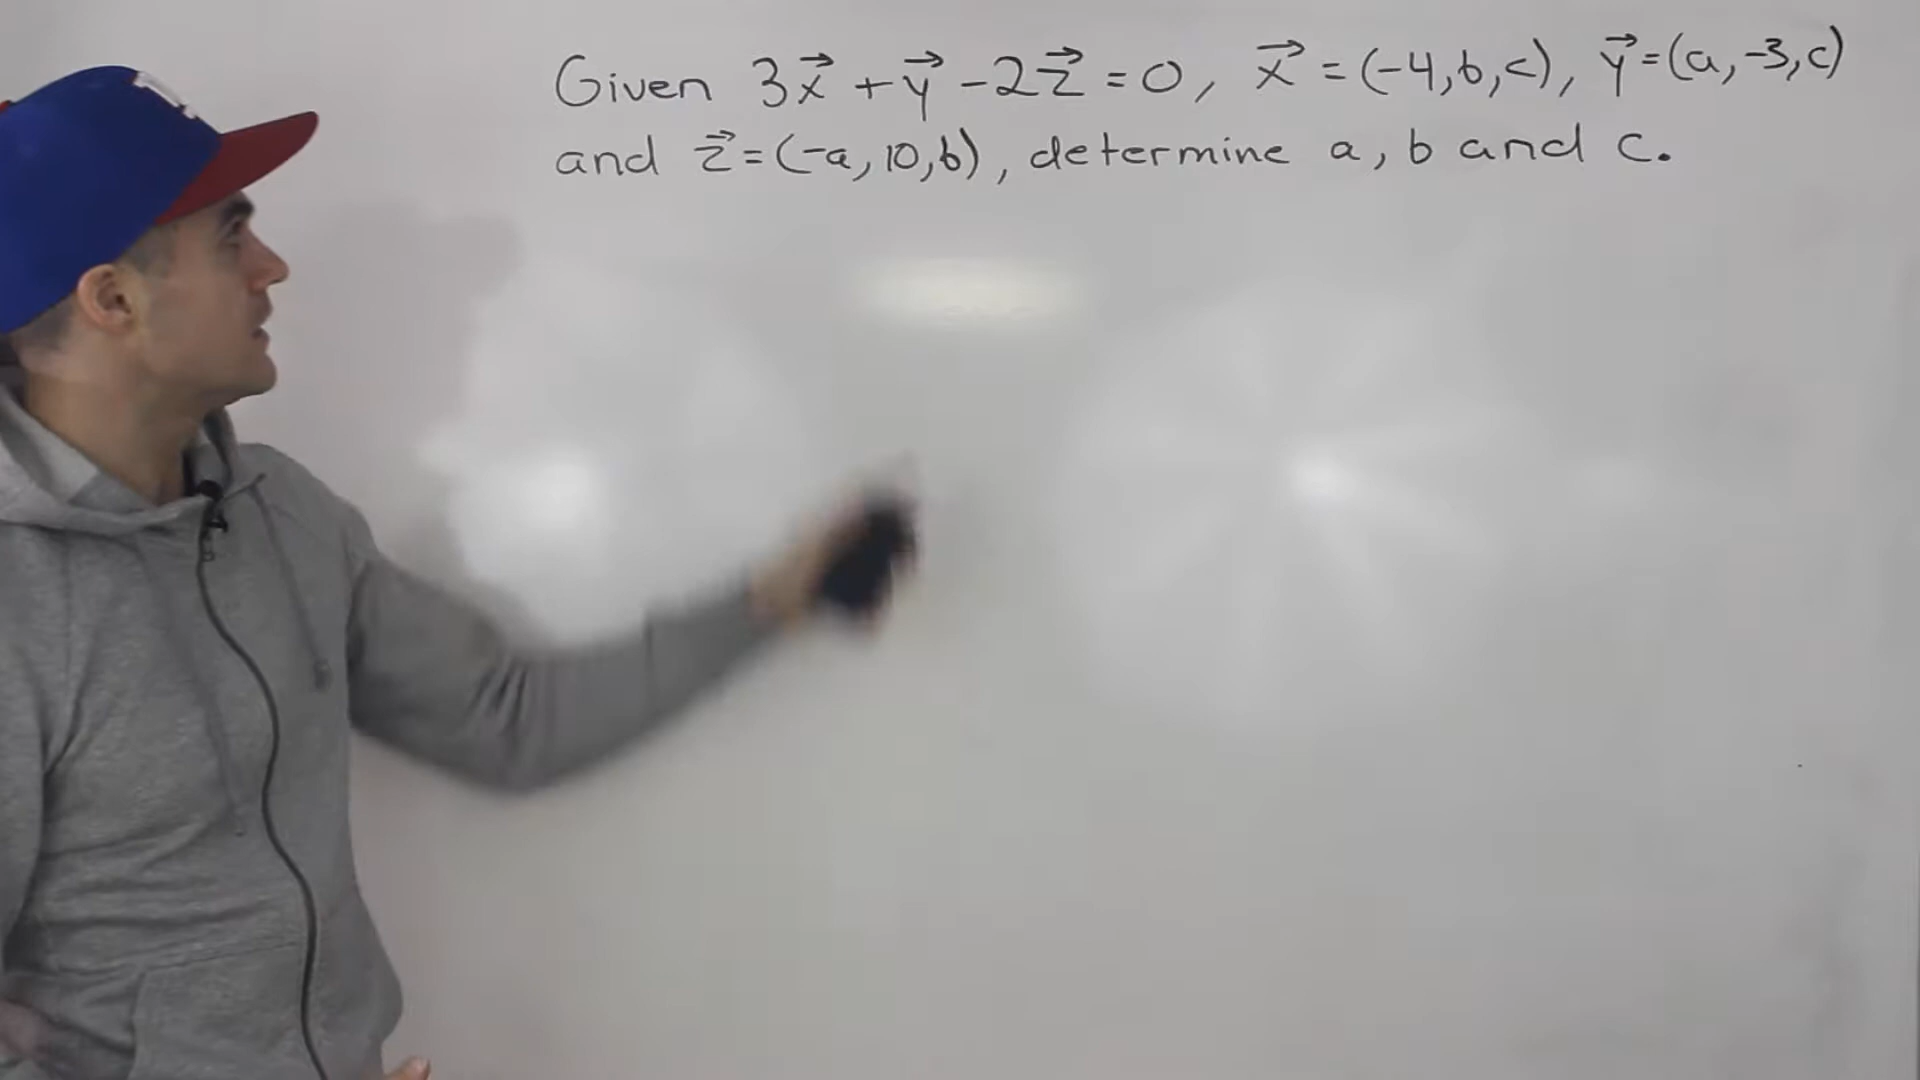 Given 3x⃗ + y⃗ - 2z⃗ = 0, x⃗ = (-4, b, c), y⃗ = (a, -3, c)
and z⃗ = (-a, 10, b), determine a, b and c.